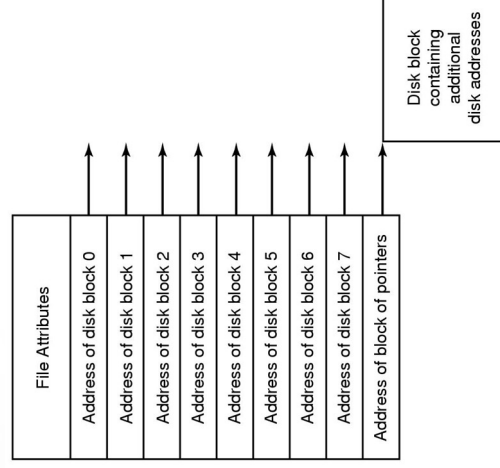 File Attributes
Address of disk block 0
Address of disk block 1
Address of disk block 2
Address of disk block 3
Address of disk block 4
Address of disk block 5
Address of disk block 6
Address of disk block 7
Address of block of pointers
Disk block
containing
additional
disk addresses